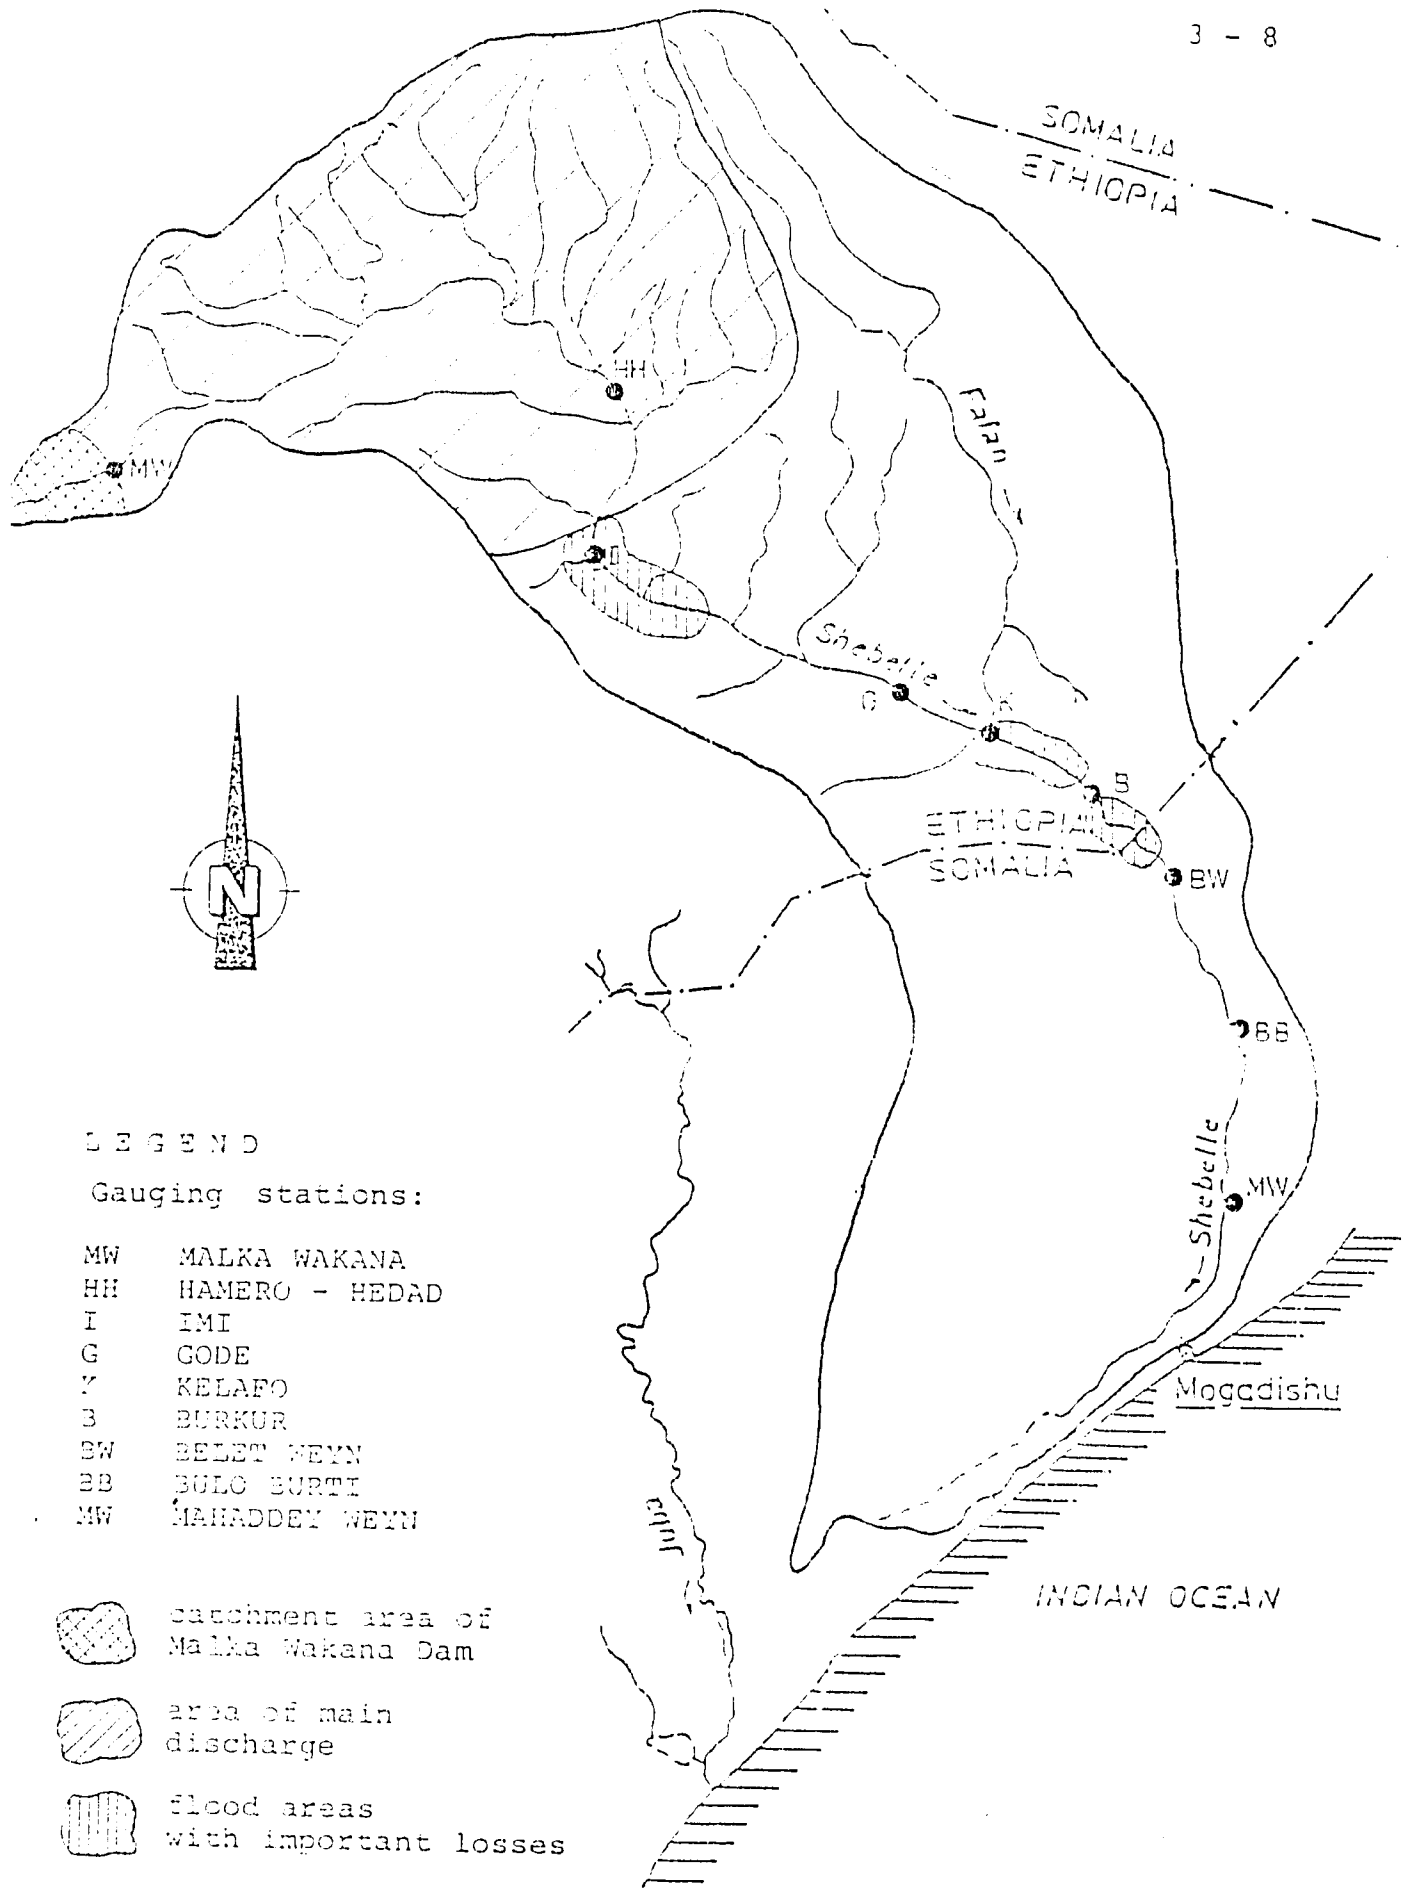 3 - 8
SOMALIA
ETHIOPIA
HH
Fafan
MW
I
Shebelle
G
K
B
ETHIOPIA
SOMALIA
BW
N
BB
LEGEND
Shebelle
Gauging stations:
MW
MW MALKA WAKANA
HH HAMERO - HEDAD
I IMI
G GODE
K KELAFO
B BURKUR
BW BELET WEYN
BB BULO BURTI
MW MAHADDEY WEYN
Mogadishu
Juba
INDIAN OCEAN
catchment area of
Malka Wakana Dam
area of main
discharge
flood areas
with important losses